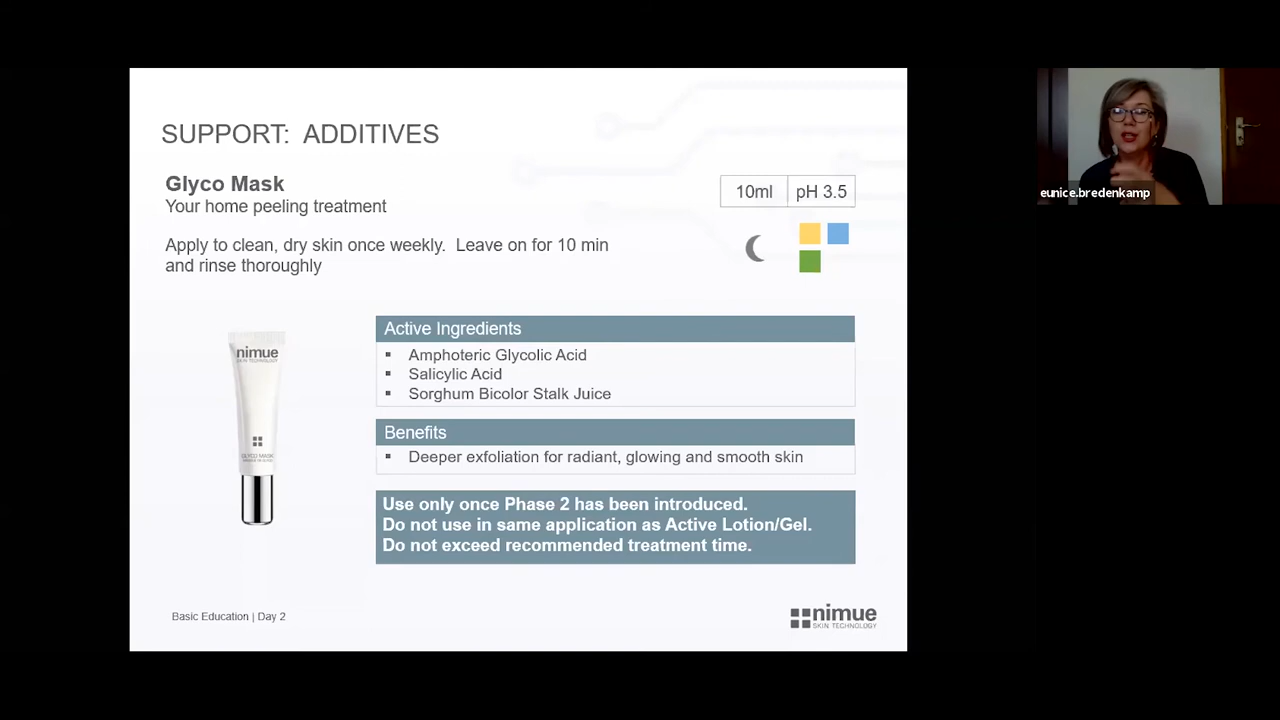 SUPPORT: ADDITIVES
Glyco Mask
Your home peeling treatment
10ml
pH 3.5
Apply to clean, dry skin once weekly. Leave on for 10 min
and rinse thoroughly
eunice.bredenkamp
nimue
SKIN TECHNOLOGY
GLYCO MASK
Active Ingredients
▪ Amphoteric Glycolic Acid
▪ Salicylic Acid
▪ Sorghum Bicolor Stalk Juice
Benefits
▪ Deeper exfoliation for radiant, glowing and smooth skin
Use only once Phase 2 has been introduced.
Do not use in same application as Active Lotion/Gel.
Do not exceed recommended treatment time.
Basic Education | Day 2
nimue
SKIN TECHNOLOGY